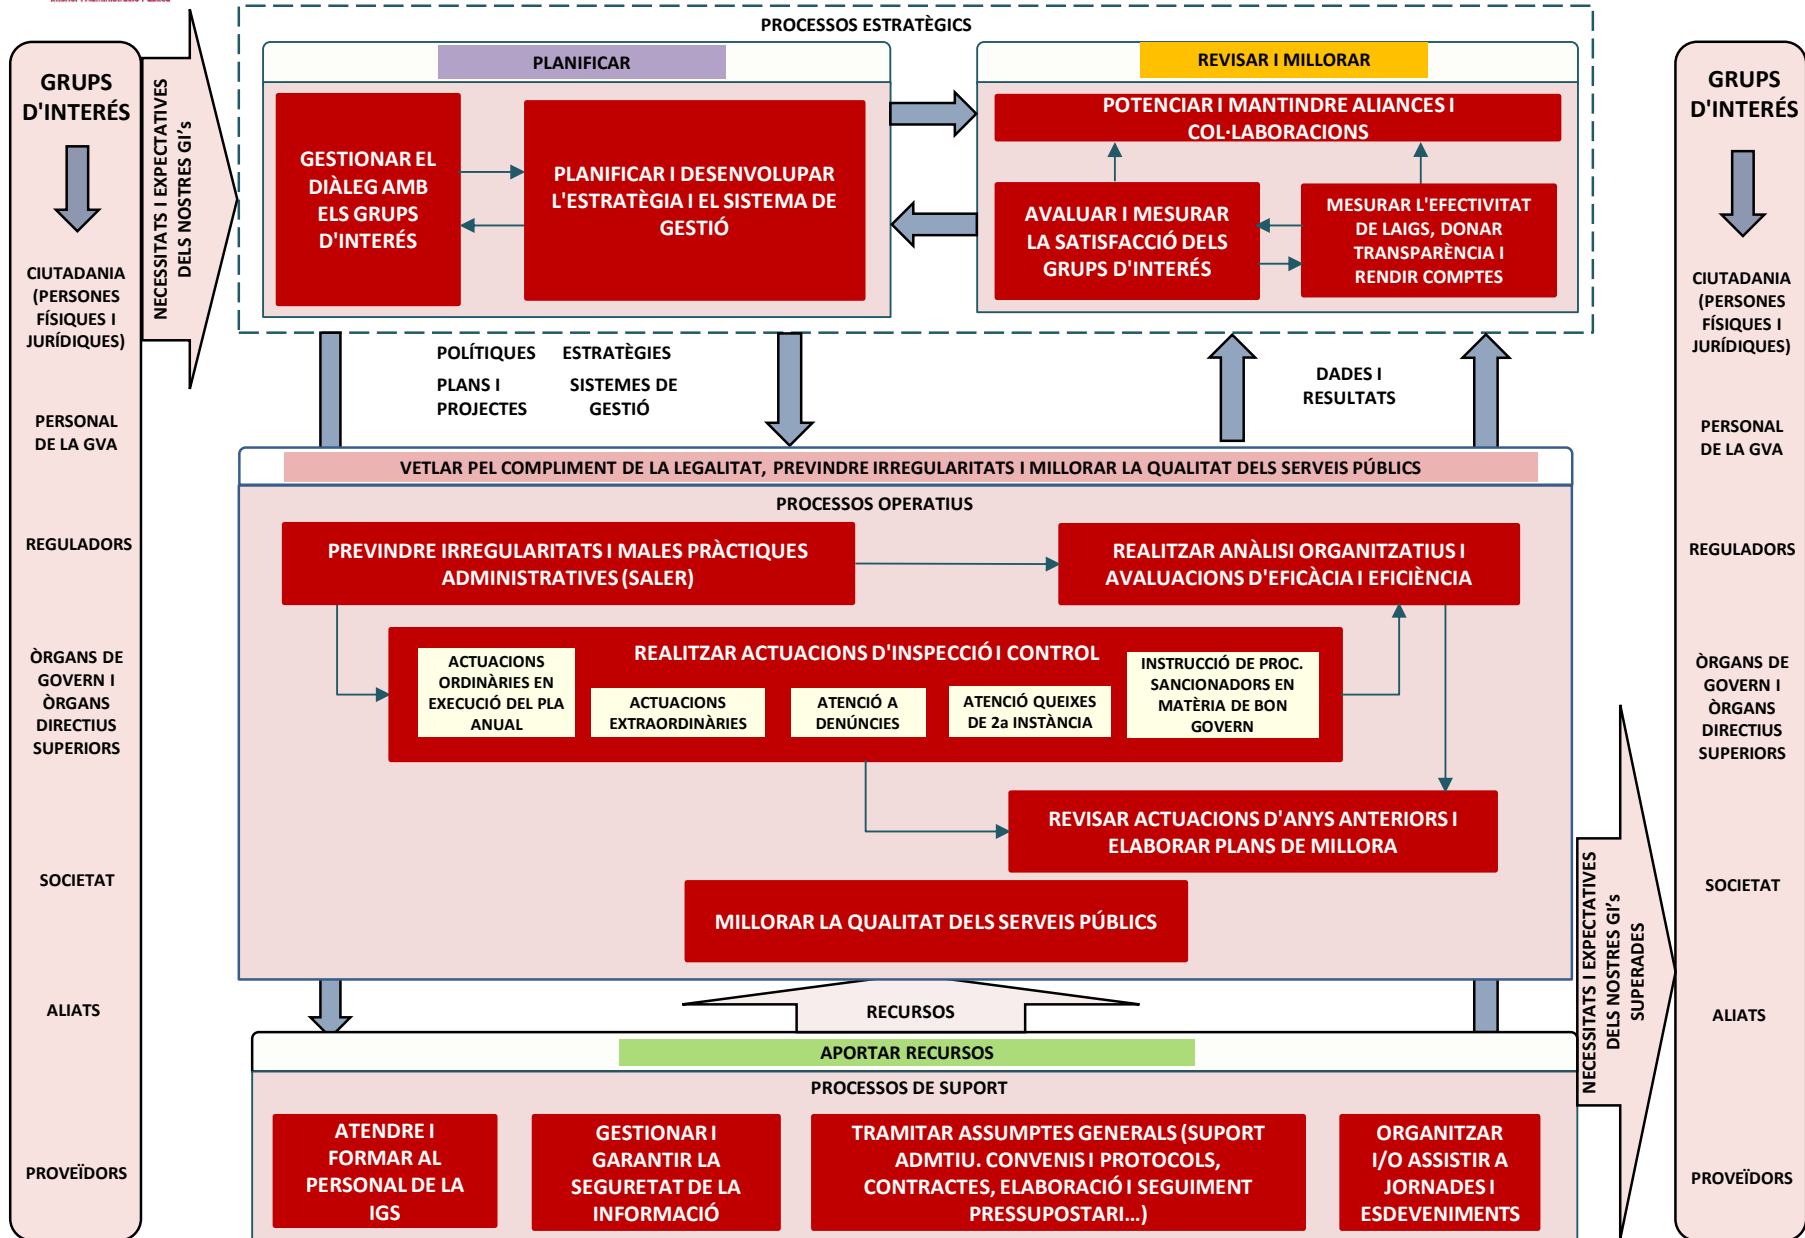 PROCESSOS ESTRATÈGICS
GRUPS
D'INTERÉS
CIUTADANIA
(PERSONES
FÍSIQUES I
JURÍDIQUES)
PERSONAL
DE LA GVA
REGULADORS
ÒRGANS DE
GOVERN I
ÒRGANS
DIRECTIUS
SUPERIORS
SOCIETAT
ALIATS
PROVEÏDORS
NECESSITATS I EXPECTATIVES
DELS NOSTRES GI's
PLANIFICAR
GESTIONAR EL
DIÀLEG AMB
ELS GRUPS
D'INTERÉS
PLANIFICAR I DESENVOLUPAR
L'ESTRATÈGIA I EL SISTEMA DE
GESTIÓ
REVISAR I MILLORAR
POTENCIAR I MANTINDRE ALIANCES I
COL·LABORACIONS
AVALUAR I MESURAR
LA SATISFACCIÓ DELS
GRUPS D'INTERÉS
MESURAR L'EFECTIVITAT
DE LAIGS, DONAR
TRANSPARÈNCIA I
RENDIR COMPTES
POLÍTIQUES ESTRATÈGIES
PLANS I SISTEMES DE
PROJECTES GESTIÓ
DADES I
RESULTATS
VETLAR PEL COMPLIMENT DE LA LEGALITAT, PREVINDRE IRREGULARITATS I MILLORAR LA QUALITAT DELS SERVEIS PÚBLICS
PROCESSOS OPERATIUS
PREVINDRE IRREGULARITATS I MALES PRÀCTIQUES
ADMINISTRATIVES (SALER)
REALITZAR ANÀLISI ORGANITZATIUS I
AVALUACIONS D'EFICÀCIA I EFICIÈNCIA
REALITZAR ACTUACIONS D'INSPECCIÓ I CONTROL
ACTUACIONS
ORDINÀRIES EN
EXECUCIÓ DEL PLA
ANUAL
ACTUACIONS
EXTRAORDINÀRIES
ATENCIÓ A
DENÚNCIES
ATENCIÓ QUEIXES
DE 2a INSTÀNCIA
INSTRUCCIÓ DE PROC.
SANCIONADORS EN
MATÈRIA DE BON
GOVERN
REVISAR ACTUACIONS D'ANYS ANTERIORS I
ELABORAR PLANS DE MILLORA
MILLORAR LA QUALITAT DELS SERVEIS PÚBLICS
RECURSOS
APORTAR RECURSOS
PROCESSOS DE SUPORT
ATENDRE I
FORMAR AL
PERSONAL DE LA
IGS
GESTIONAR I
GARANTIR LA
SEGURETAT DE LA
INFORMACIÓ
TRAMITAR ASSUMPTES GENERALS (SUPORT
ADMTIU. CONVENIS I PROTOCOLS,
CONTRACTES, ELABORACIÓ I SEGUIMENT
PRESSUPOSTARI...)
ORGANITZAR
I/O ASSISTIR A
JORNADES I
ESDEVENIMENTS
NECESSITATS I EXPECTATIVES
DELS NOSTRES GI's
SUPERADES
GRUPS
D'INTERÉS
CIUTADANIA
(PERSONES
FÍSIQUES I
JURÍDIQUES)
PERSONAL
DE LA GVA
REGULADORS
ÒRGANS DE
GOVERN I
ÒRGANS
DIRECTIUS
SUPERIORS
SOCIETAT
ALIATS
PROVEÏDORS